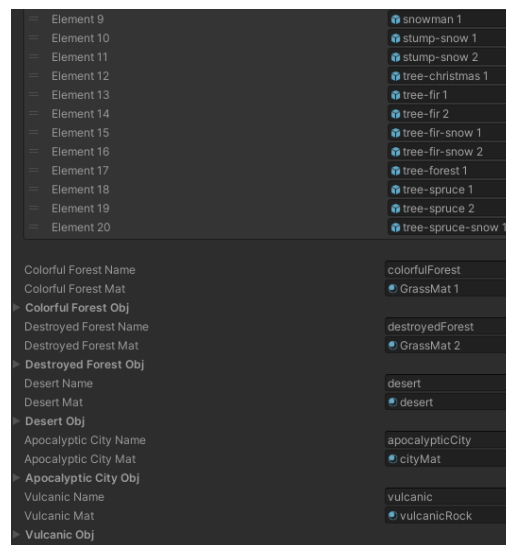 Element 9 snowman 1
Element 10 stump-snow 1
Element 11 stump-snow 2
Element 12 tree-christmas 1
Element 13 tree-fir 1
Element 14 tree-fir 2
Element 15 tree-fir-snow 1
Element 16 tree-fir-snow 2
Element 17 tree-forest 1
Element 18 tree-spruce 1
Element 19 tree-spruce 2
Element 20 tree-spruce-snow 1
Colorful Forest Name colorfulForest
Colorful Forest Mat GrassMat 1
Colorful Forest Obj
Destroyed Forest Name destroyedForest
Destroyed Forest Mat GrassMat 2
Destroyed Forest Obj
Desert Name desert
Desert Mat desert
Desert Obj
Apocalyptic City Name apocalypticCity
Apocalyptic City Mat cityMat
Apocalyptic City Obj
Vulcanic Name vulcanic
Vulcanic Mat vulcanicRock
Vulcanic Obj